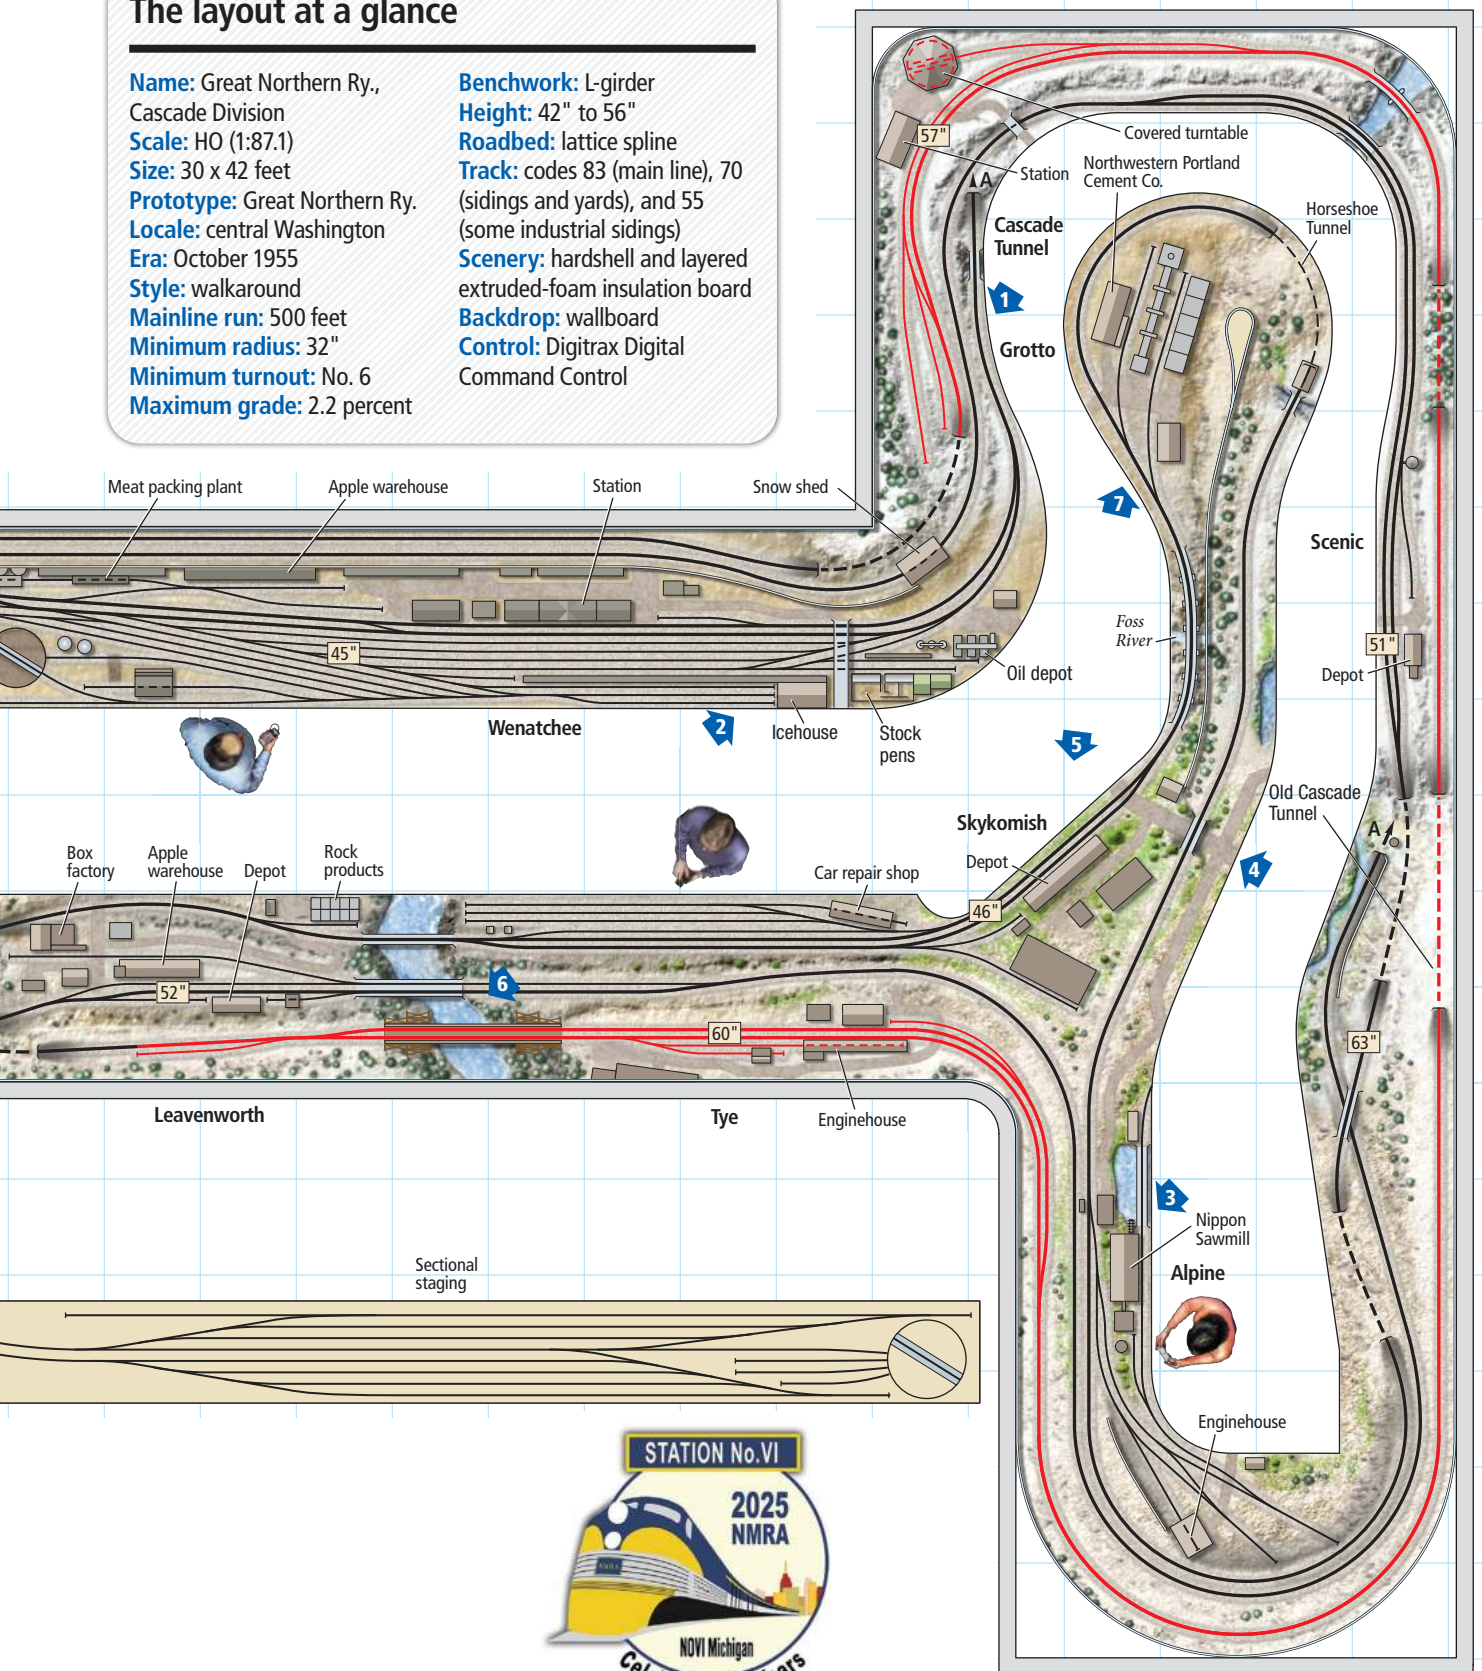 The layout at a glance
Name: Great Northern Ry.,
Cascade Division
Scale: HO (1:87.1)
Size: 30 x 42 feet
Prototype: Great Northern Ry.
Locale: central Washington
Era: October 1955
Style: walkaround
Mainline run: 500 feet
Minimum radius: 32"
Minimum turnout: No. 6
Maximum grade: 2.2 percent
Benchwork: L-girder
Height: 42" to 56"
Roadbed: lattice spline
Track: codes 83 (main line), 70
(sidings and yards), and 55
(some industrial sidings)
Scenery: hardshell and layered
extruded-foam insulation board
Backdrop: wallboard
Control: Digitrax Digital
Command Control
57"
Covered turntable
Station
Northwestern Portland
Cement Co.
A
Cascade
Tunnel
Horseshoe
Tunnel
1
Grotto
Meat packing plant
Apple warehouse
Station
Snow shed
7
Scenic
Foss
River
51"
Depot
45"
Oil depot
Wenatchee
2
Icehouse
Stock
pens
5
Old Cascade
Tunnel
A
Skykomish
Depot
4
Box
factory
Apple
warehouse
Depot
Rock
products
Car repair shop
46"
52"
6
60"
63"
Leavenworth
Tye
Enginehouse
3
Nippon
Sawmill
Alpine
Sectional
staging
Enginehouse
STATION No.VI
2025
NMRA
NOVI Michigan